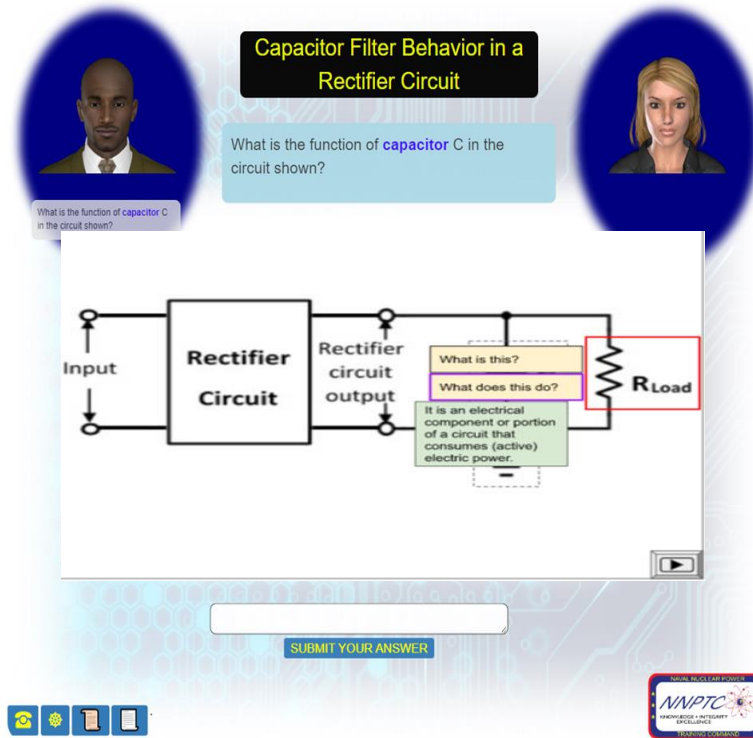 Capacitor Filter Behavior in a
Rectifier Circuit
What is the function of capacitor C in the
circuit shown?
What is the function of capacitor C
in the circuit shown?
Input
Rectifier
Circuit
Rectifier
circuit
output
What is this?
What does this do?
It is an electrical
component or portion
of a circuit that
consumes (active)
electric power.
RLoad
SUBMIT YOUR ANSWER
NAVAL NUCLEAR POWER
NNPTC
KNOWLEDGE • INTEGRITY
EXCELLENCE
TRAINING COMMAND